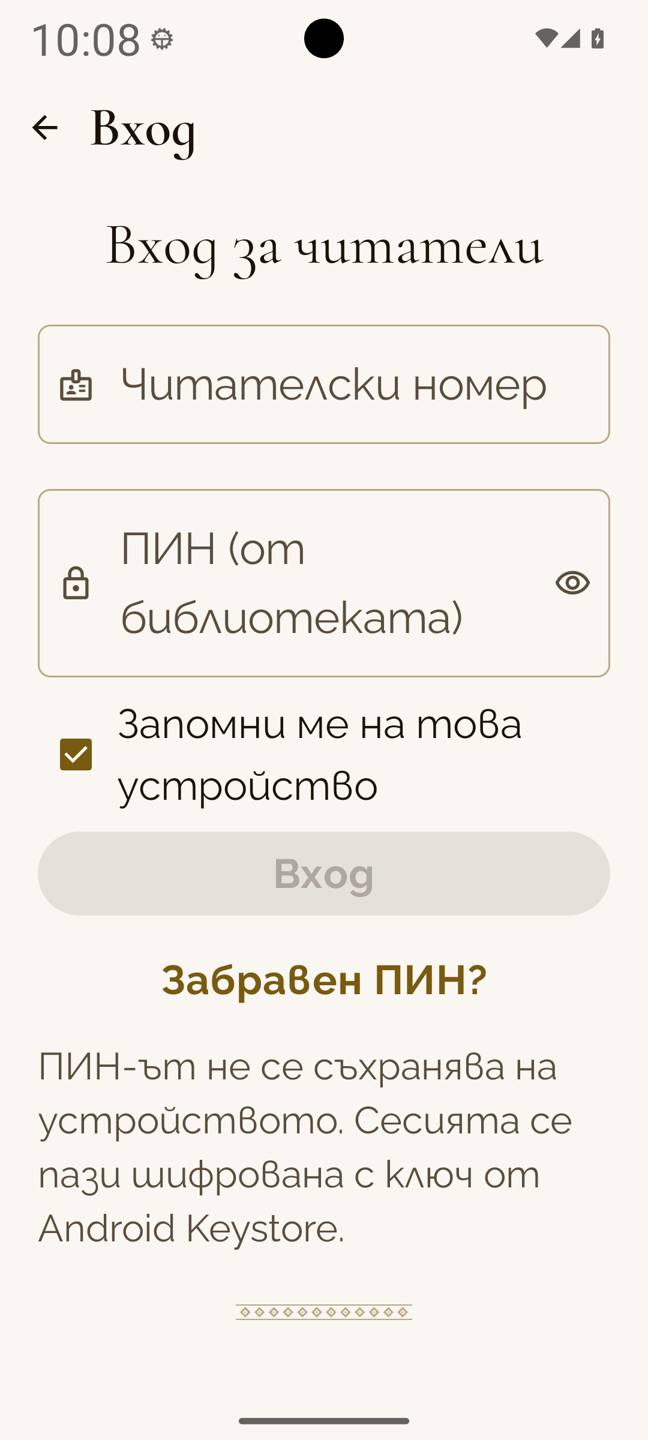 10:08
Вход
Вход за читатели
Читателски номер
ПИН (от
библиотеката)
Запомни ме на това
устройство
Вход
Забравен ПИН?
ПИН-ът не се съхранява на
устройството. Сесията се
пази шифрована с ключ от
Android Keystore.